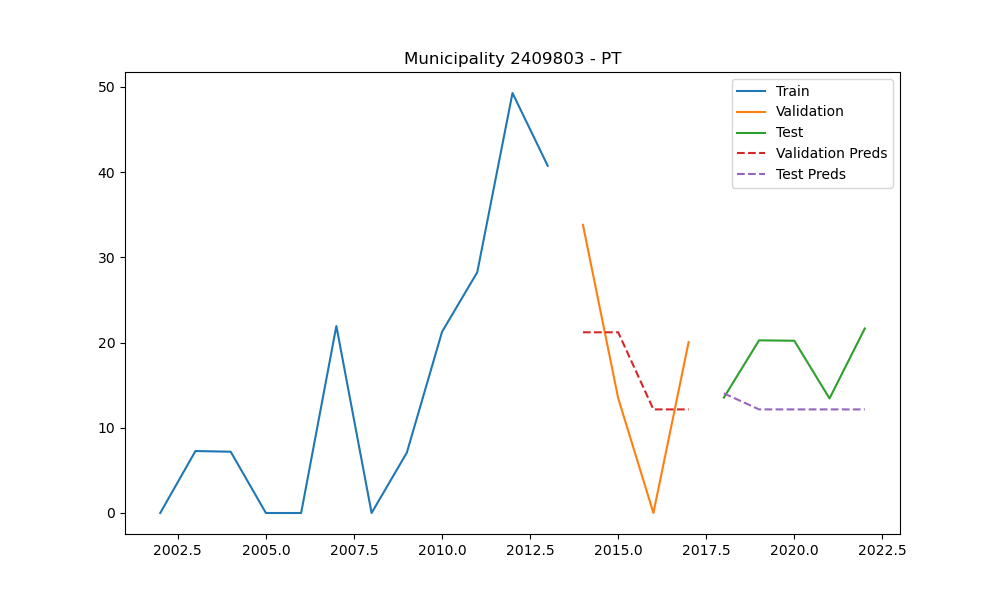 Municipality 2409803 - PT
Train
Validation
Test
Validation Preds
Test Preds
50
40
30
20
10
0
2002.5 2005.0 2007.5 2010.0 2012.5 2015.0 2017.5 2020.0 2022.5